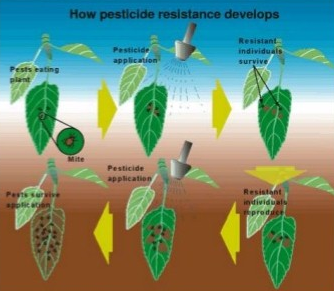 How pesticide resistance develops
Pests eating
plant
Mite
Pesticide
application
Resistant
individuals
survive
Resistant
individuals
reproduce
Pesticide
application
Pests survive
application